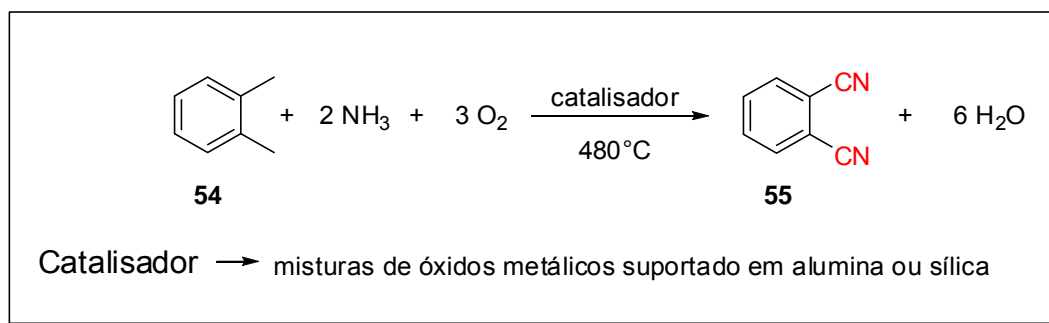 CN
CN
+ 2 NH3 + 3 O2 catalisador 480°C + 6 H2O
54 55
Catalisador → misturas de óxidos metálicos suportado em alumina ou sílica